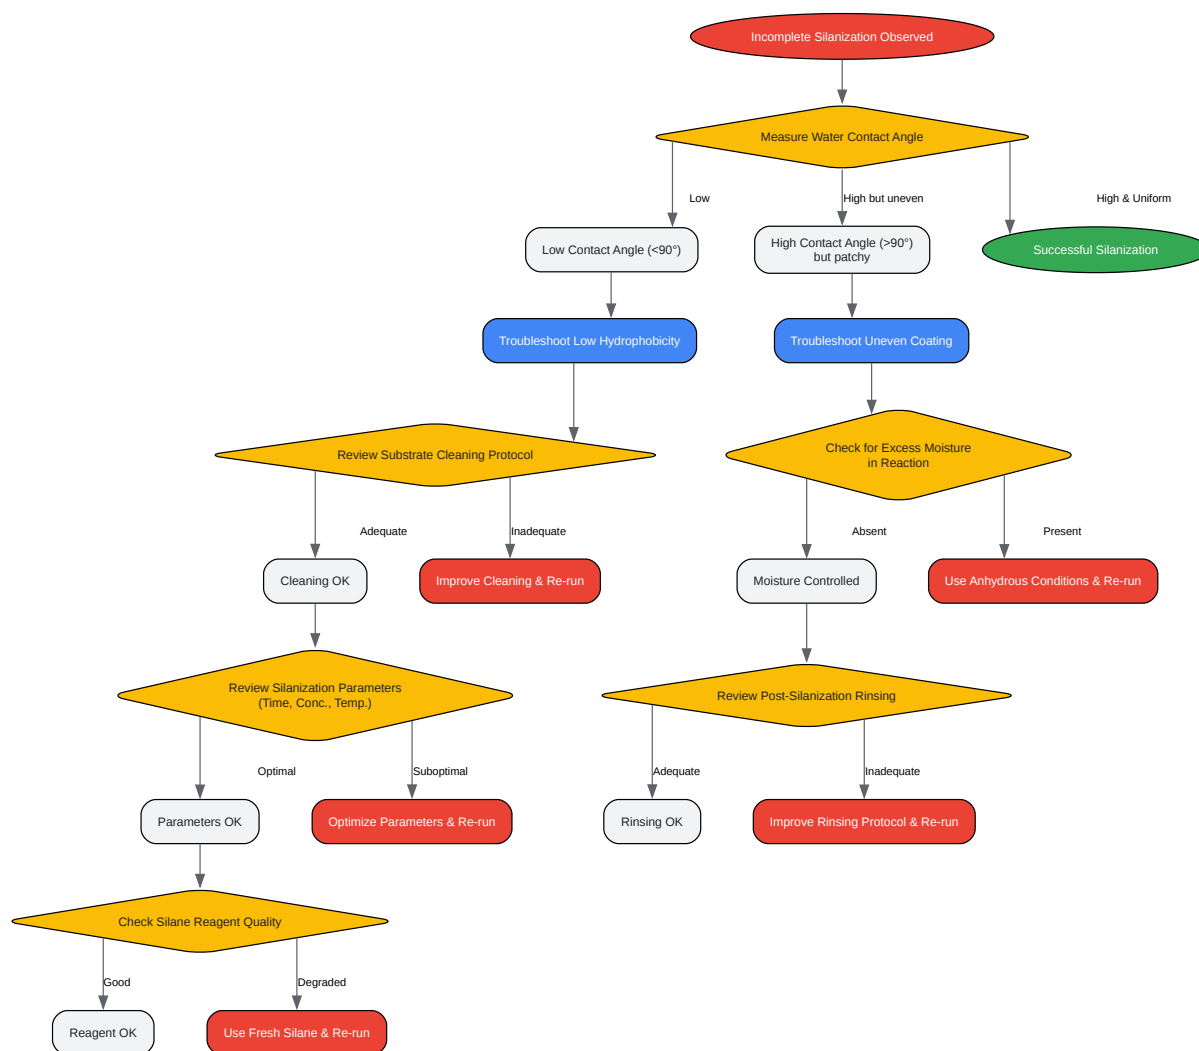 Incomplete Silanization Observed
Measure Water Contact Angle
Low
High but uneven
High & Uniform
Low Contact Angle (<90°)
High Contact Angle (>90°)
but patchy
Successful Silanization
Troubleshoot Low Hydrophobicity
Troubleshoot Uneven Coating
Review Substrate Cleaning Protocol
Check for Excess Moisture
in Reaction
Adequate
Inadequate
Absent
Present
Cleaning OK
Improve Cleaning & Re-run
Moisture Controlled
Use Anhydrous Conditions & Re-run
Review Silanization Parameters
(Time, Conc., Temp.)
Review Post-Silanization Rinsing
Optimal
Suboptimal
Adequate
Inadequate
Parameters OK
Optimize Parameters & Re-run
Rinsing OK
Improve Rinsing Protocol & Re-run
Check Silane Reagent Quality
Good
Degraded
Reagent OK
Use Fresh Silane & Re-run